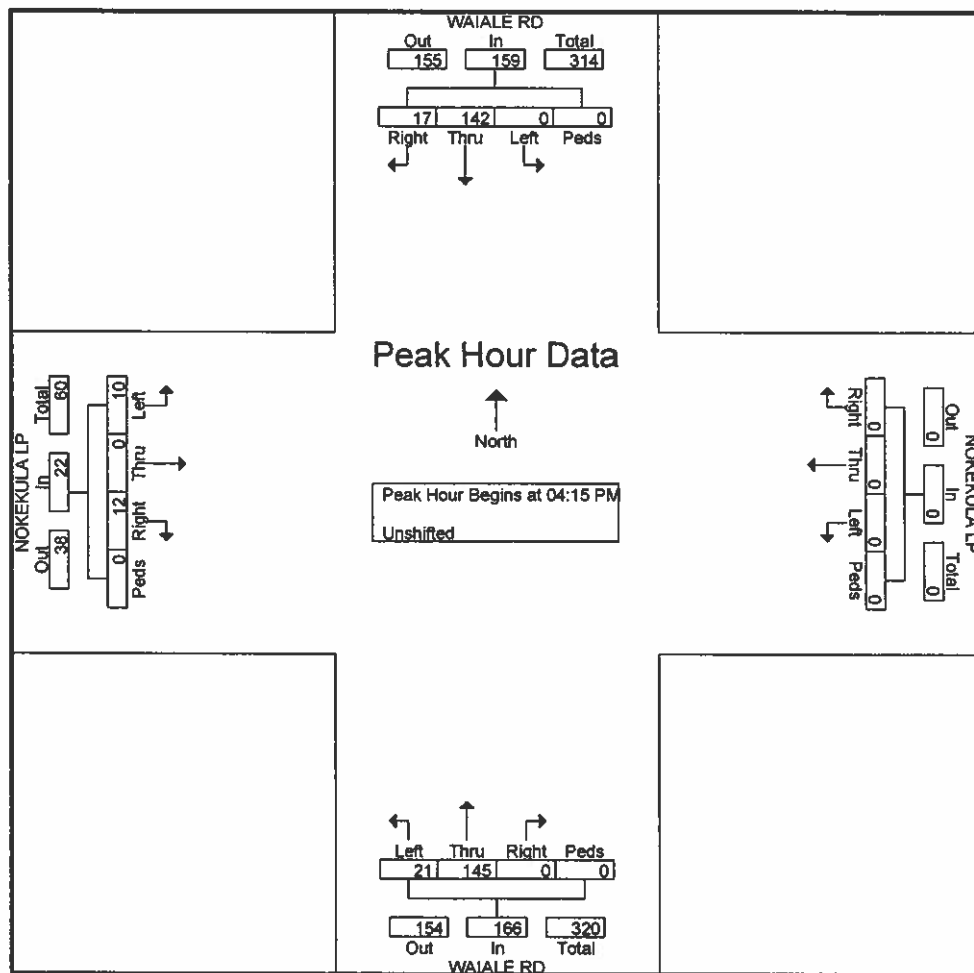 WAIALE RD
Out In Total
155 159 314
17 142 0 0
Right Thru Left Peds
Peak Hour Data
North
Peak Hour Begins at 04:15 PM
Unshifted
NOKEKULA LP
Total In Out
60 22 38
10 0 12 0
Left Thru Right Peds
NOKEKULA LP
Out In Total
0 0 0
Right Thru Left Peds
0 0 0 0
Left Thru Right Peds
21 145 0 0
154 166 320
Out In Total
WAIALE RD